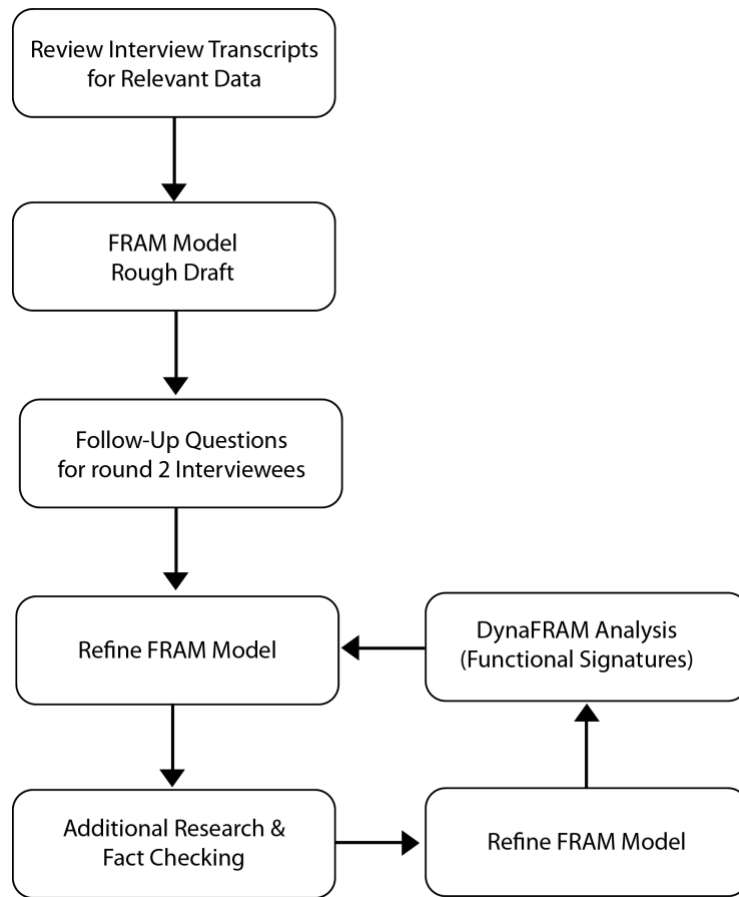 Review Interview Transcripts
for Relevant Data
FRAM Model
Rough Draft
Follow-Up Questions
for round 2 Interviewees
Refine FRAM Model
DynaFRAM Analysis
(Functional Signatures)
Additional Research &
Fact Checking
Refine FRAM Model